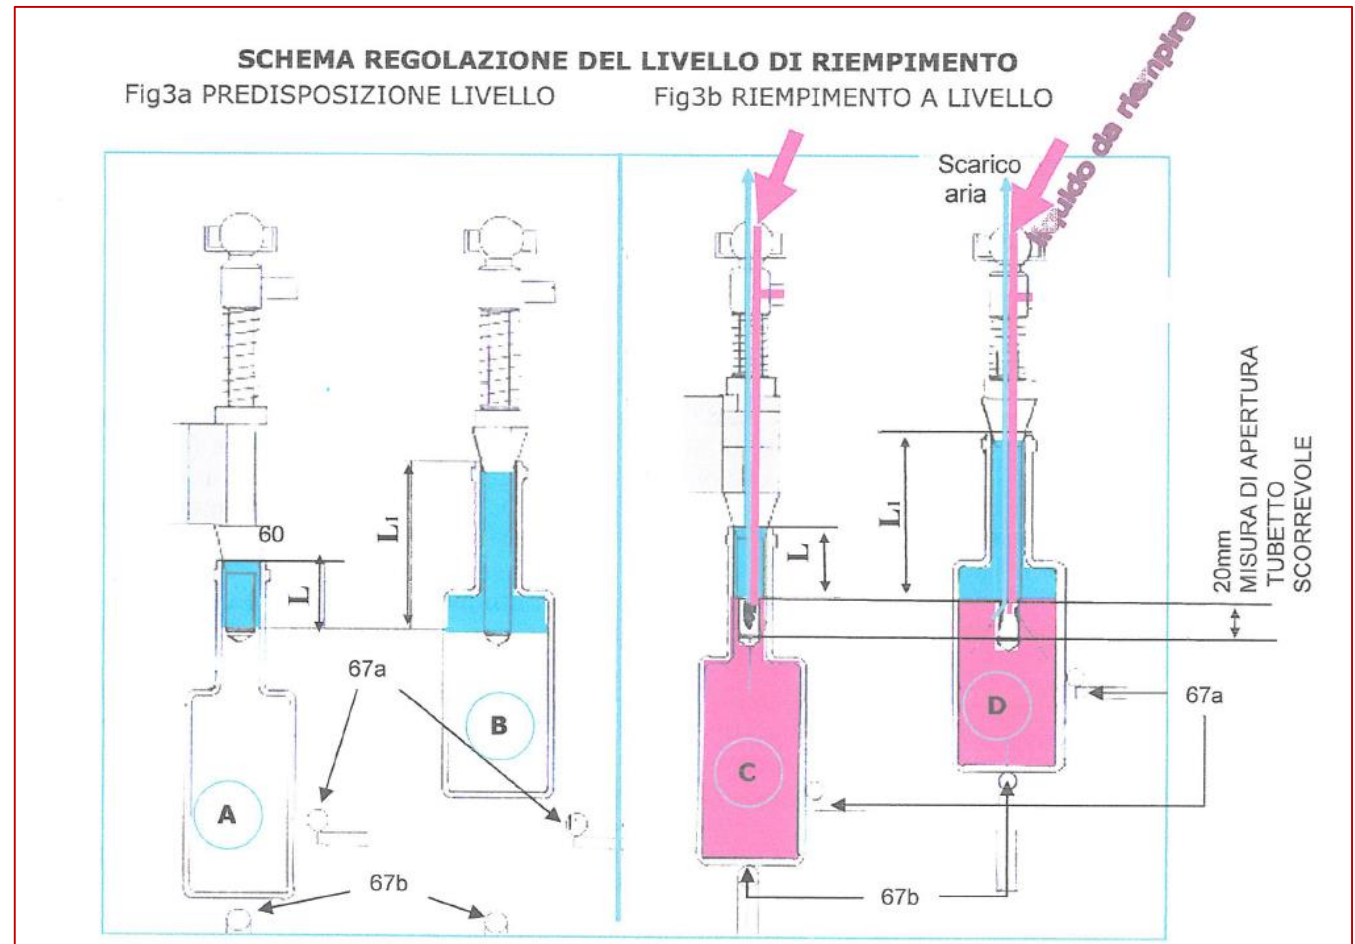 SCHEMA REGOLAZIONE DEL LIVELLO DI RIEMPIMENTO
Fig3a PREDISPOSIZIONE LIVELLO
Fig3b RIEMPIMENTO A LIVELLO
liquido da riempire
Scarico
aria
60
L
L1
L
L1
20mm
MISURA DI APERTURA
TUBETTO
SCORREVOLE
67a
67a
A
B
C
D
67b
67b